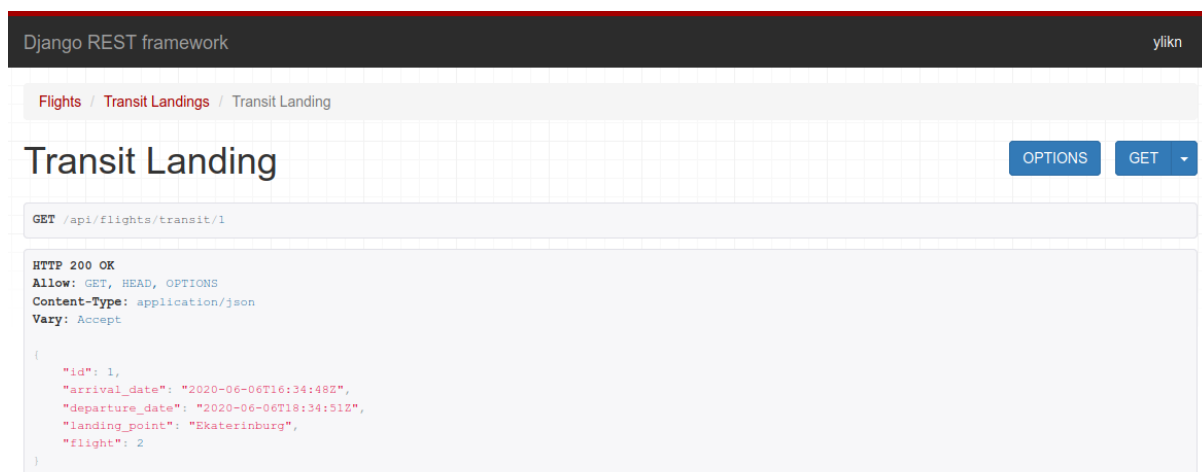 Django REST framework
ylikn
Flights / Transit Landings / Transit Landing
Transit Landing
OPTIONS
GET
GET /api/flights/transit/1
HTTP 200 OK
Allow: GET, HEAD, OPTIONS
Content-Type: application/json
Vary: Accept
{
"id": 1,
"arrival_date": "2020-06-06T16:34:48Z",
"departure_date": "2020-06-06T18:34:51Z",
"landing_point": "Ekaterinburg",
"flight": 2
}